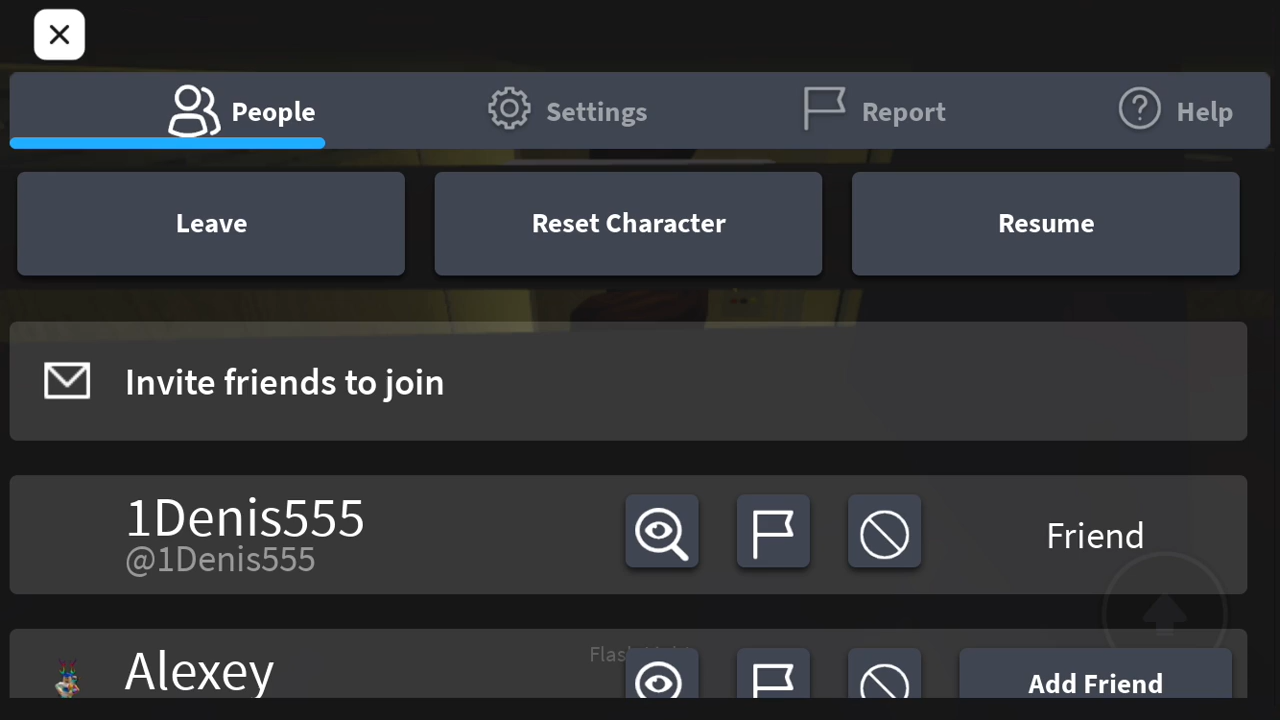 People
Settings
Report
Help
Leave
Reset Character
Resume
Invite friends to join
1Denis555
@1Denis555
Friend
Alexey
Add Friend